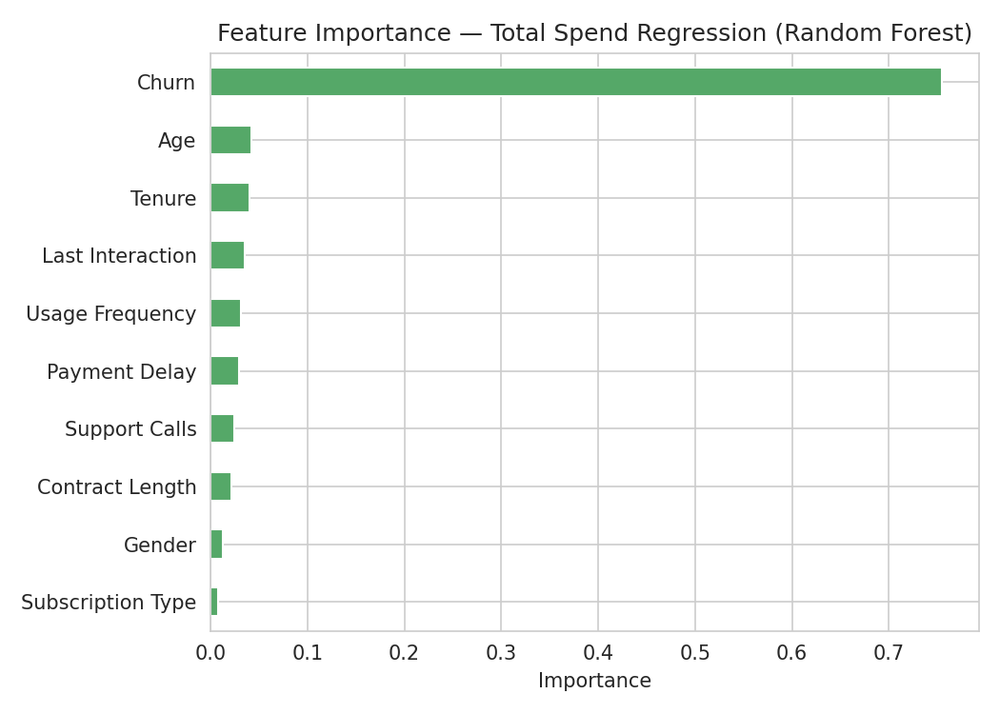 Feature Importance — Total Spend Regression (Random Forest)
Churn
Age
Tenure
Last Interaction
Usage Frequency
Payment Delay
Support Calls
Contract Length
Gender
Subscription Type
0.0 0.1 0.2 0.3 0.4 0.5 0.6 0.7
Importance